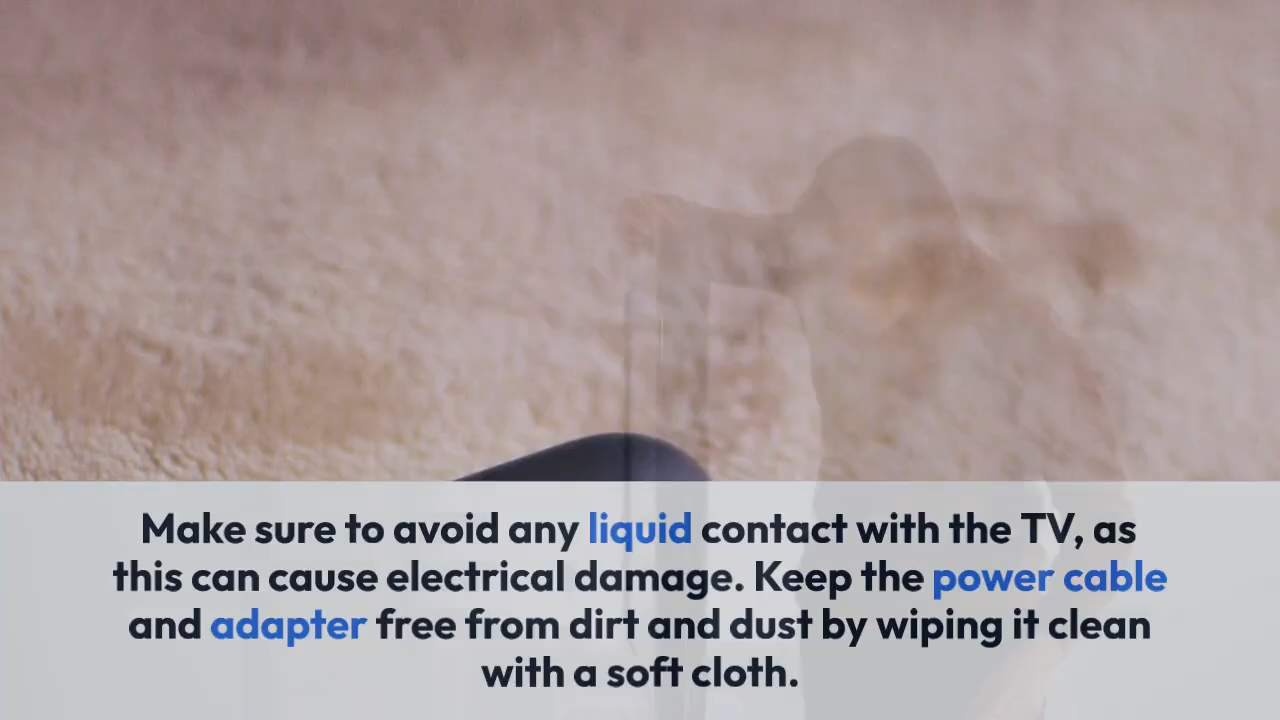 Make sure to avoid any liquid contact with the TV, as
this can cause electrical damage. Keep the power cable
and adapter free from dirt and dust by wiping it clean
with a soft cloth.